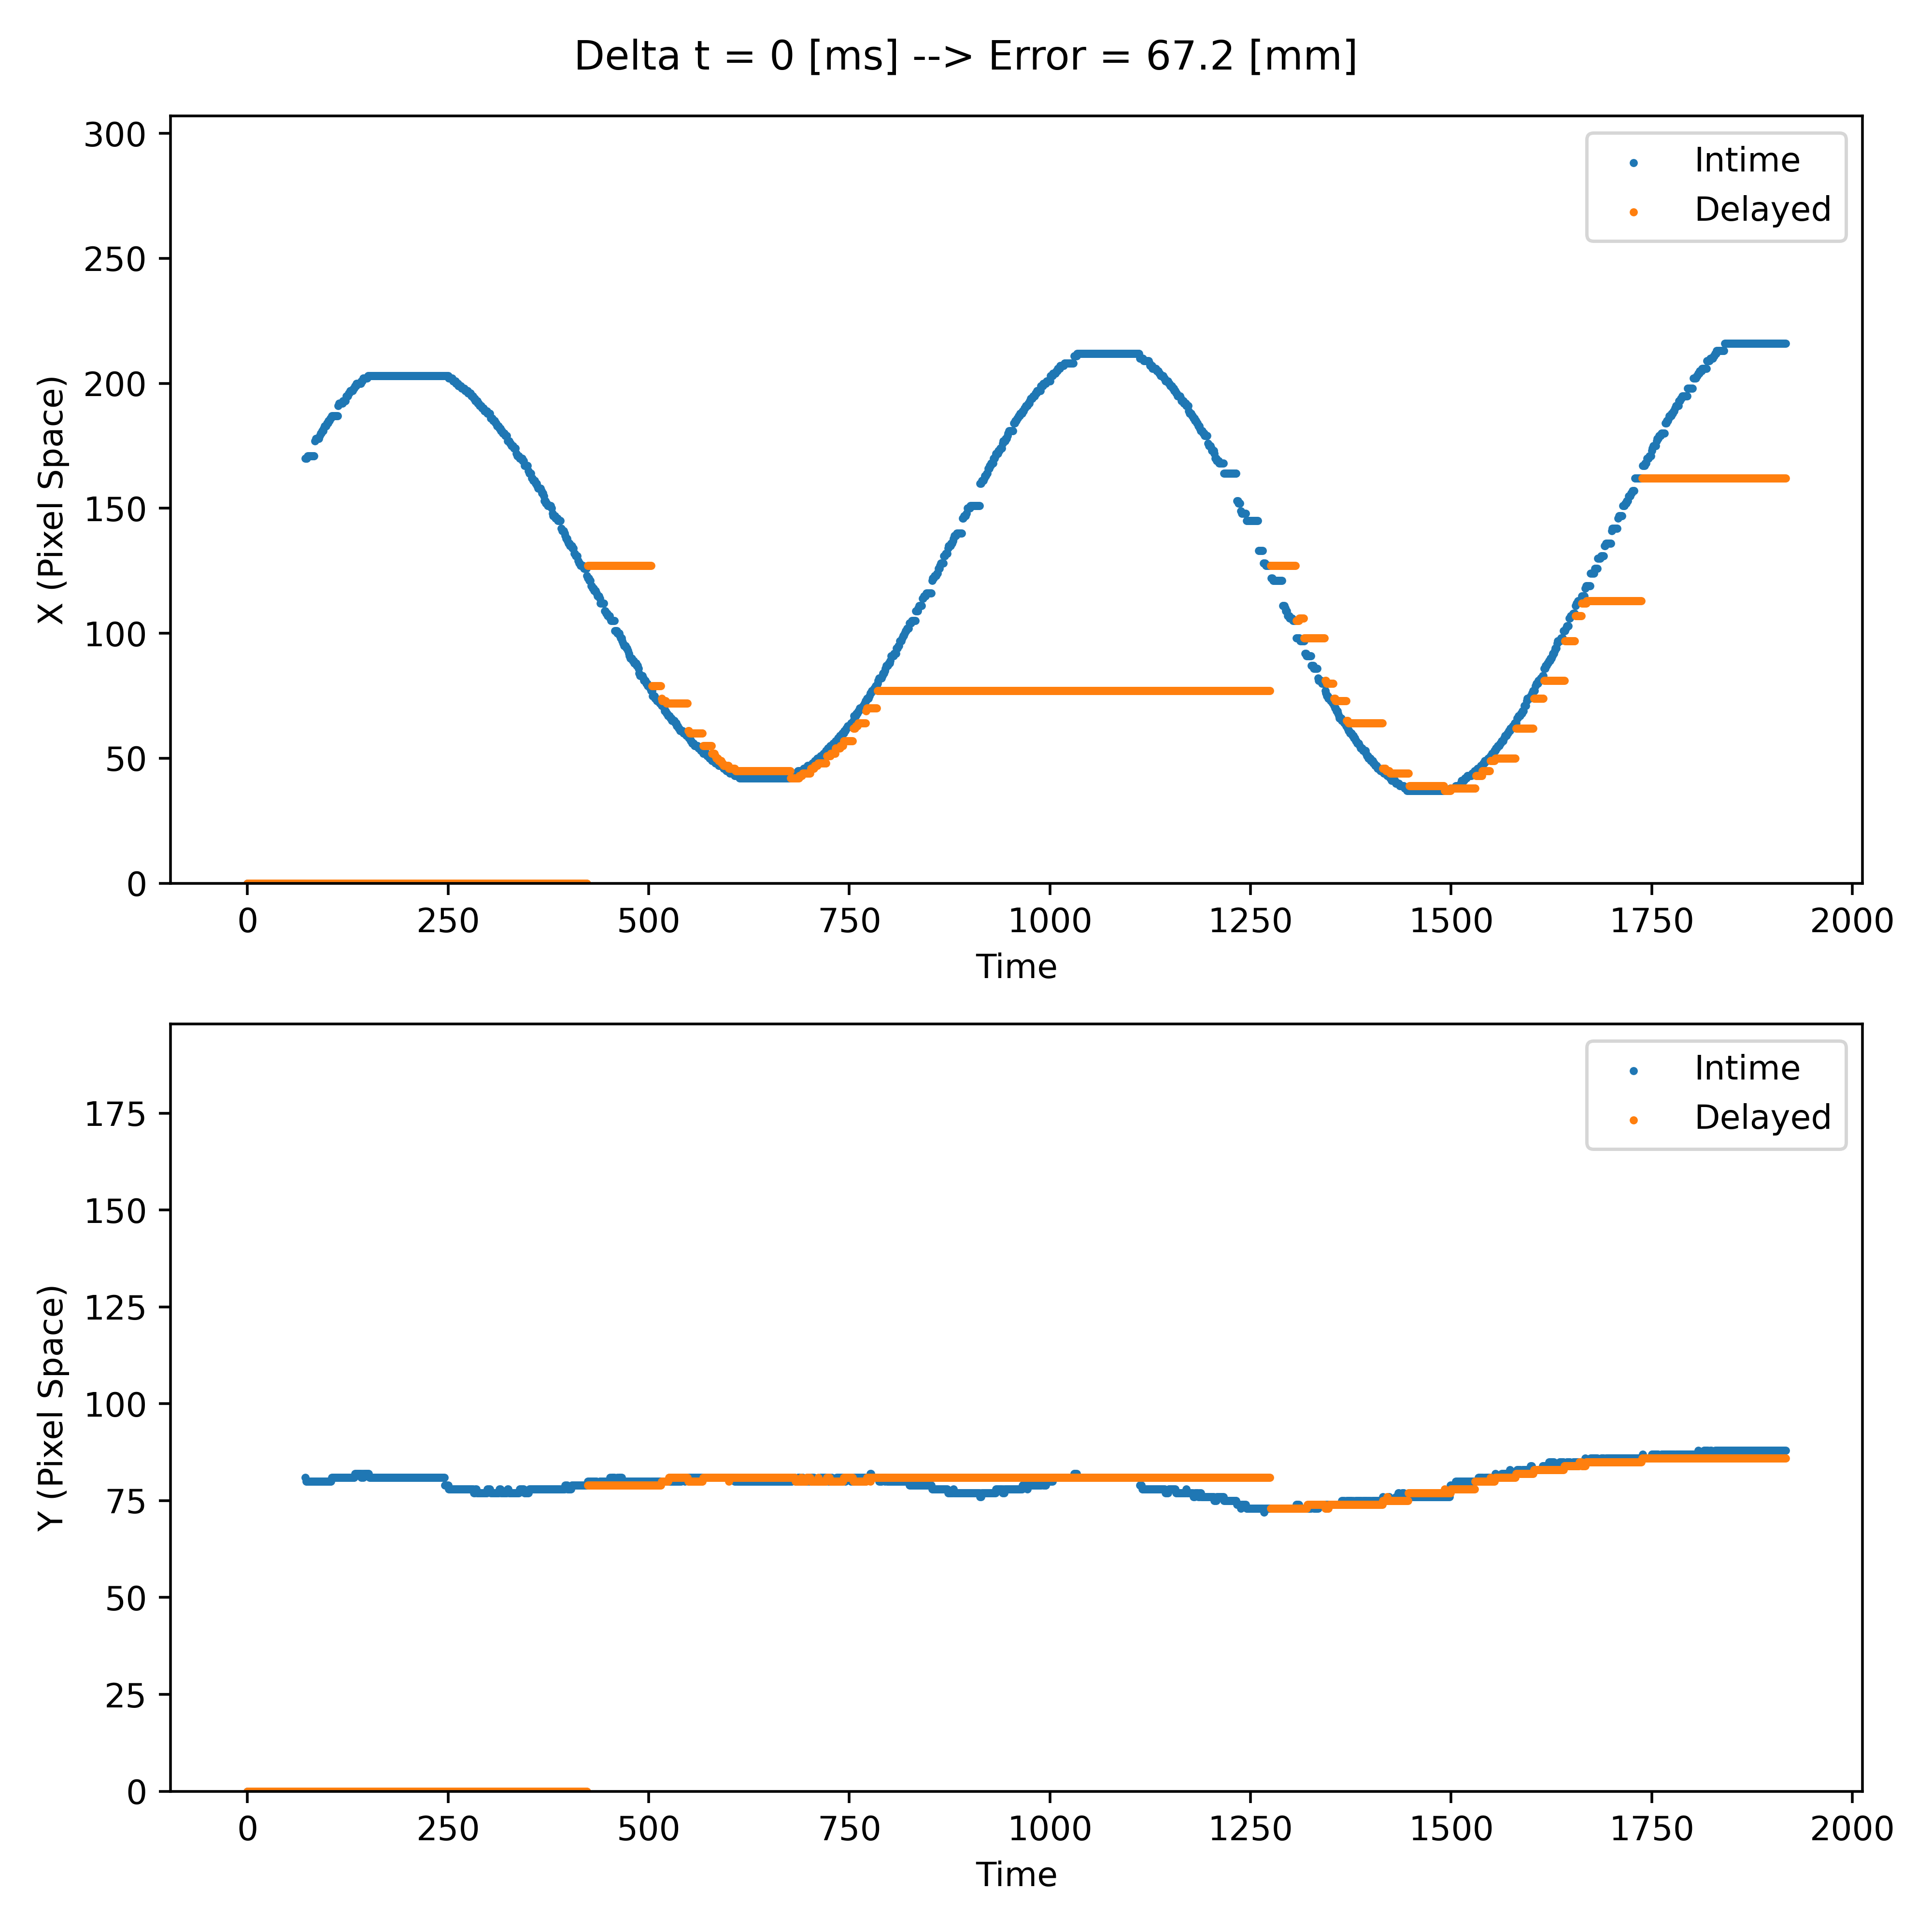 Delta t = 0 [ms] --> Error = 67.2 [mm]
300
250
200
150
100
50
0
X (Pixel Space)
Intime
Delayed
0 250 500 750 1000 1250 1500 1750 2000
Time
175
150
125
100
75
50
25
0
Y (Pixel Space)
Intime
Delayed
0 250 500 750 1000 1250 1500 1750 2000
Time